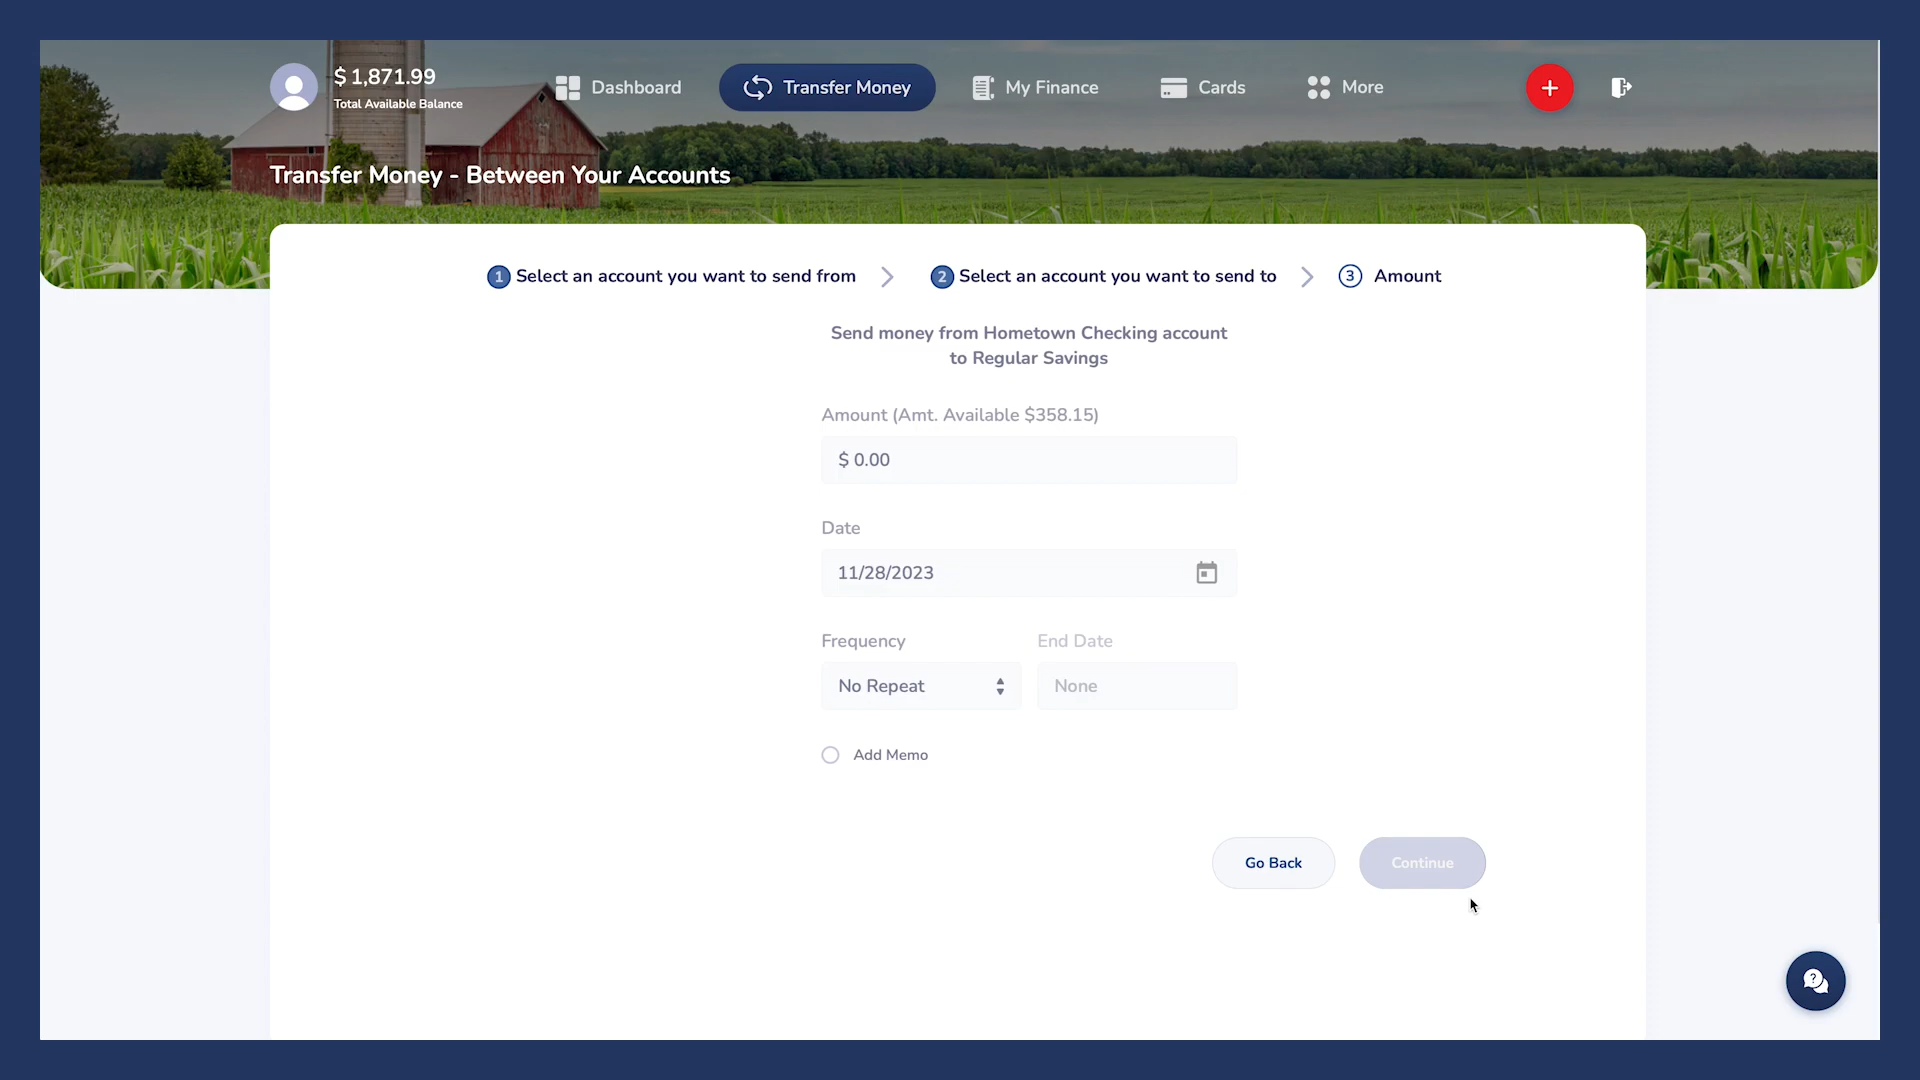 $ 1,871.99
Total Available Balance
Dashboard
Transfer Money
My Finance
Cards
More
+
Transfer Money - Between Your Accounts
1 Select an account you want to send from
2 Select an account you want to send to
3 Amount
Send money from Hometown Checking account
to Regular Savings
Amount (Amt. Available $358.15)
$ 0.00
Date
11/28/2023
Frequency
End Date
No Repeat
None
Add Memo
Go Back
Continue
?